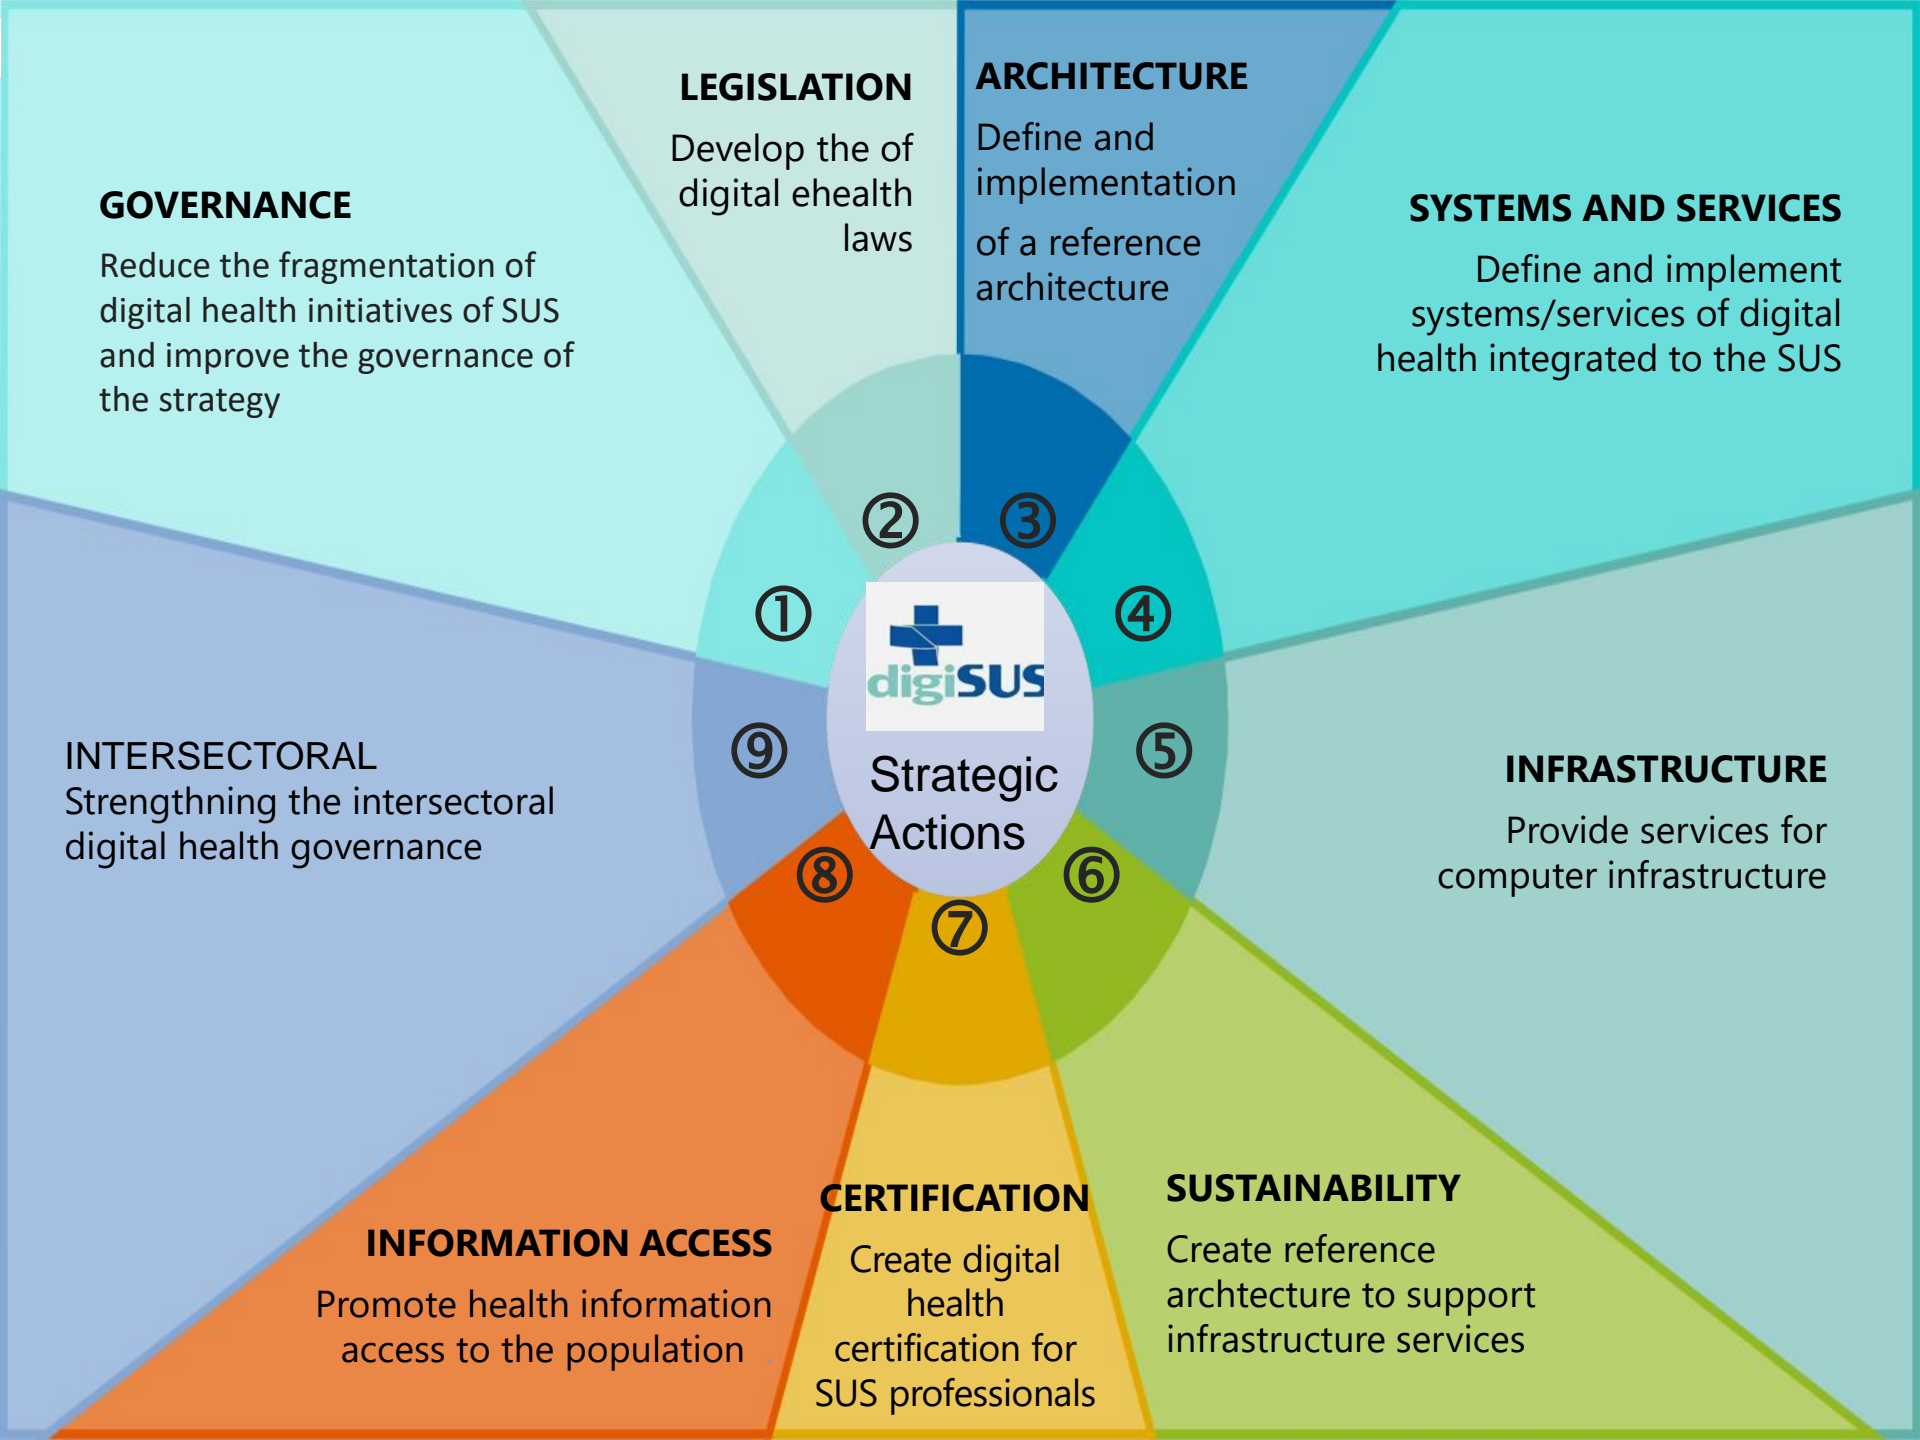 GOVERNANCE
Reduce the fragmentation of
digital health initiatives of SUS
and improve the governance of
the strategy
LEGISLATION
Develop the of
digital ehealth
laws
ARCHITECTURE
Define and
implementation
of a reference
architecture
SYSTEMS AND SERVICES
Define and implement
systems/services of digital
health integrated to the SUS
INFRASTRUCTURE
Provide services for
computer infrastructure
SUSTAINABILITY
Create reference
archtecture to support
infrastructure services
CERTIFICATION
Create digital
health
certification for
SUS professionals
INFORMATION ACCESS
Promote health information
access to the population
INTERSECTORAL
Strengthning the intersectoral
digital health governance
①
②
③
④
⑤
⑥
⑦
⑧
⑨
digiSUS
Strategic
Actions